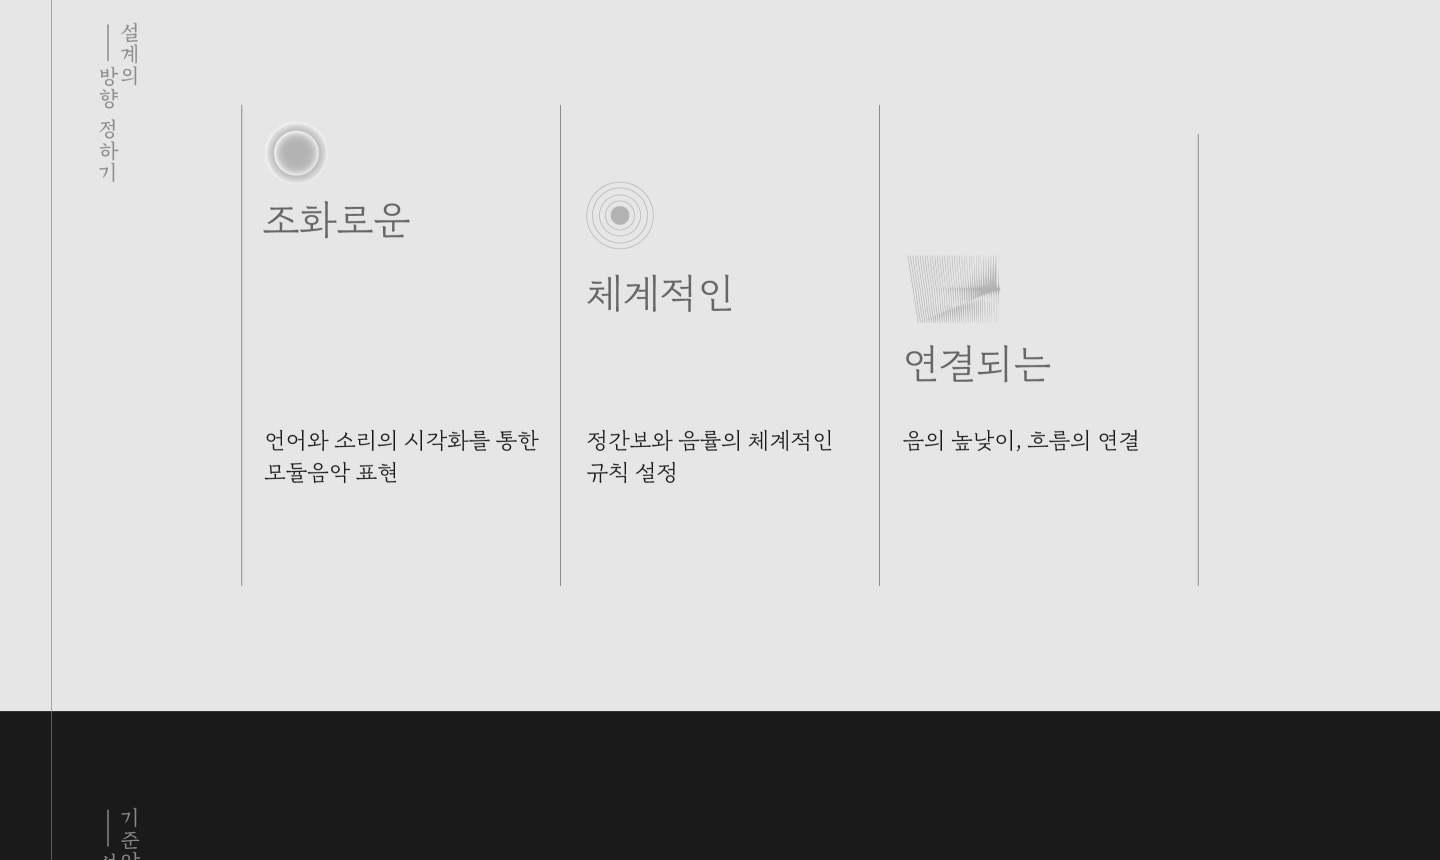 설계의
방향 정하기
조화로운
체계적인
연결되는
언어와 소리의 시각화를 통한
모듈음악 표현
정간보와 음률의 체계적인
규칙 설정
음의 높낮이, 흐름의 연결
기준